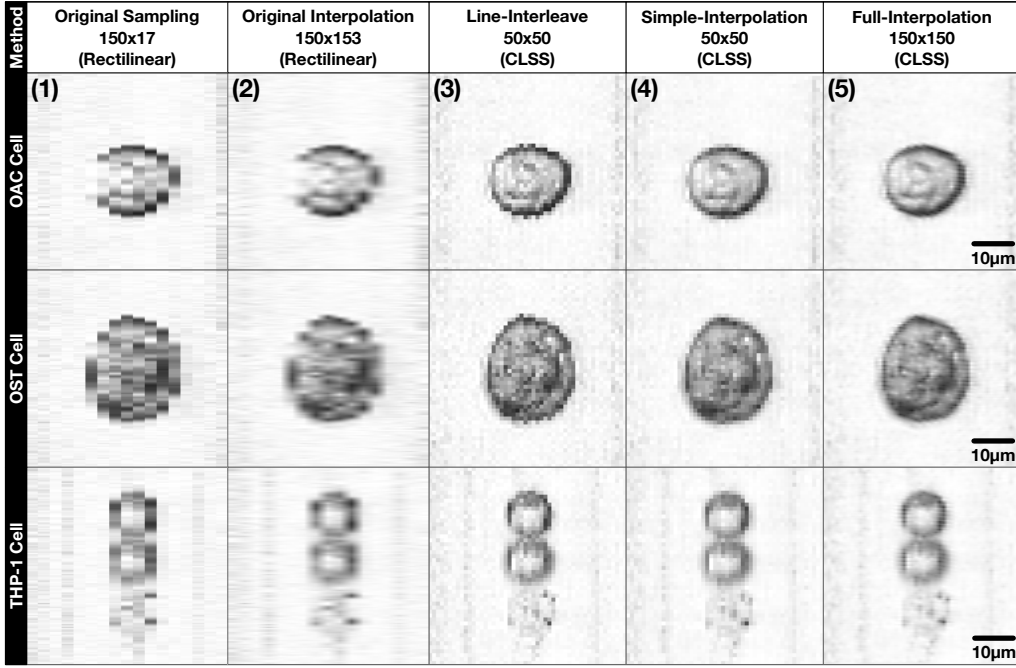 Method
Original Sampling
150x17
(Rectilinear)
Original Interpolation
150x153
(Rectilinear)
Line-Interleave
50x50
(CLSS)
Simple-Interpolation
50x50
(CLSS)
Full-Interpolation
150x150
(CLSS)
OAC Cell
(1)
(2)
(3)
(4)
(5)
10µm
OST Cell
10µm
THP-1 Cell
10µm